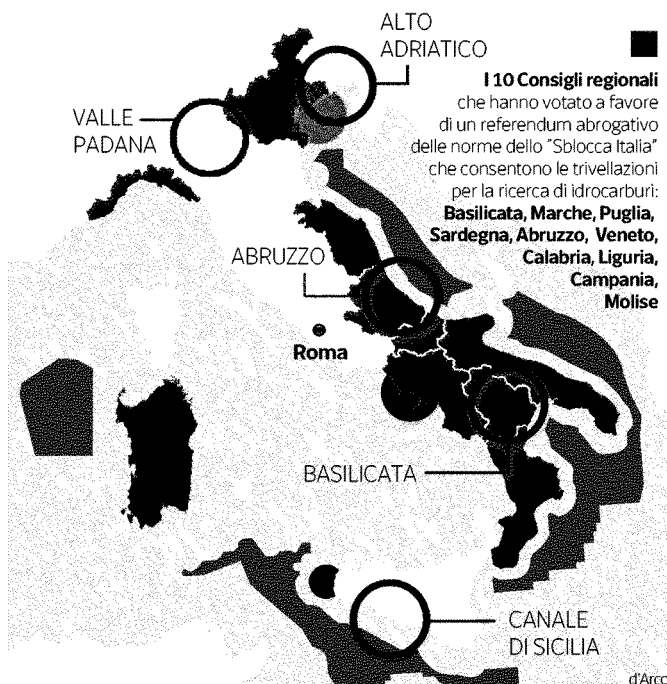 ALTO
ADRIATICO
VALLE
PADANA
I 10 Consigli regionali
che hanno votato a favore
di un referendum abrogativo
delle norme dello "Sblocca Italia"
che consentono le trivellazioni
per la ricerca di idrocarburi:
Basilicata, Marche, Puglia,
Sardegna, Abruzzo, Veneto,
Calabria, Liguria,
Campania,
Molise
ABRUZZO
Roma
BASILICATA
CANALE
DI SICILIA